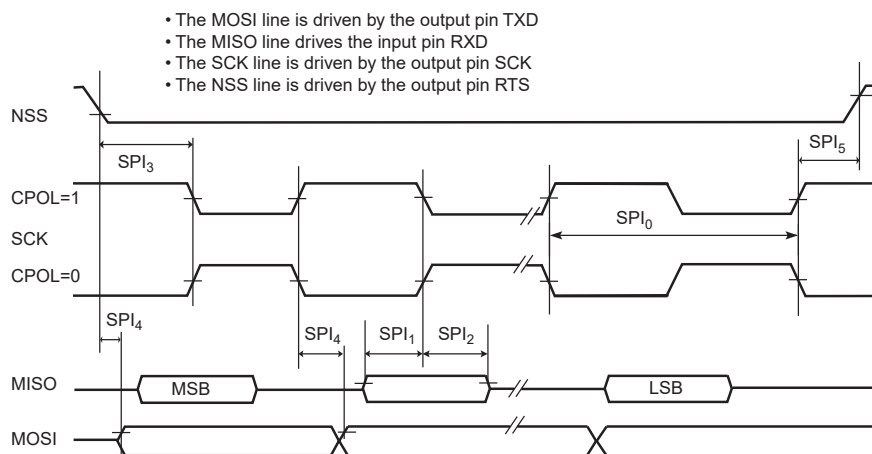 • The MOSI line is driven by the output pin TXD
• The MISO line drives the input pin RXD
• The SCK line is driven by the output pin SCK
• The NSS line is driven by the output pin RTS
NSS
SPI3
SPI5
CPOL=1
SPI0
SCK
CPOL=0
SPI4
SPI4
SPI1
SPI2
MISO
MSB
LSB
MOSI